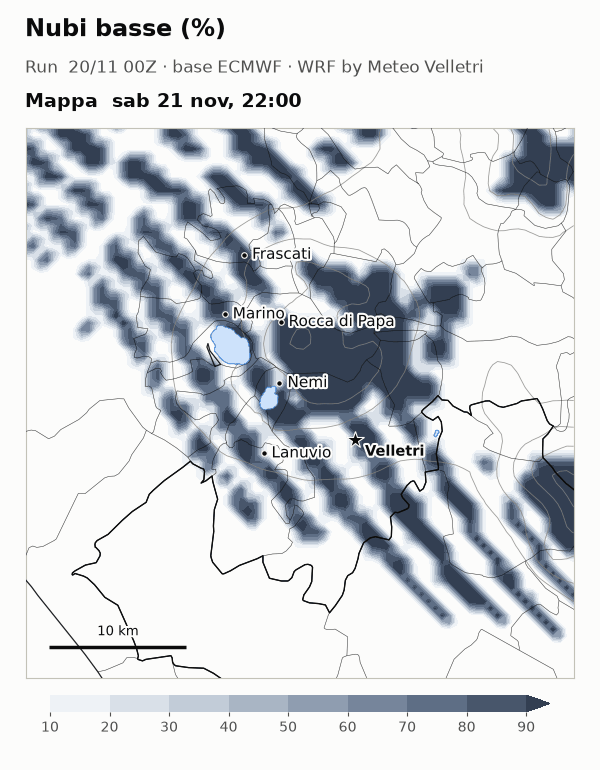 Nubi basse (%)
Run  20/11 00Z · base ECMWF · WRF by Meteo Velletri
Mappa  sab 21 nov, 22:00
Frascati
Marino
Rocca di Papa
Nemi
Velletri
Lanuvio
10 km
10 20 30 40 50 60 70 80 90